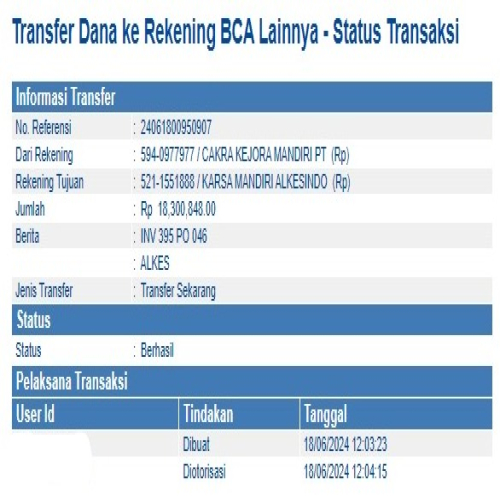 Transfer Dana ke Rekening BCA Lainnya - Status Transaksi
Informasi Transfer
No. Referensi : 24061800950907
Dari Rekening : 594-0977977 / CAKRA KEJORA MANDIRI PT (Rp)
Rekening Tujuan : 521-1551888 / KARSA MANDIRI ALKESINDO (Rp)
Jumlah : Rp 18,300,848.00
Berita : INV 395 PO 046
: ALKES
Jenis Transfer : Transfer Sekarang
Status
Status : Berhasil
Pelaksana Transaksi
User Id Tindakan Tanggal
Dibuat 18/06/2024 12:03:23
Diotorisasi 18/06/2024 12:04:15